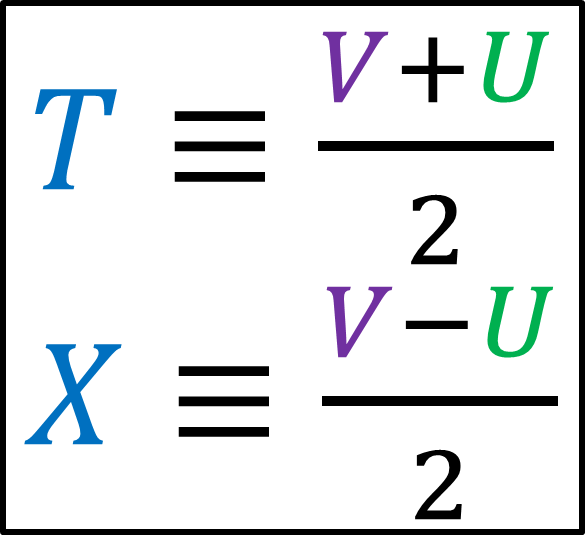 T ≡ (V + U) / 2
X ≡ (V − U) / 2